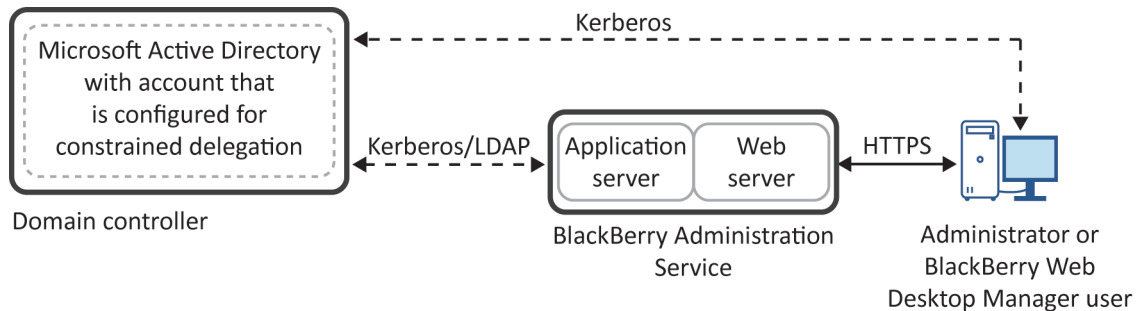 Kerberos
Microsoft Active Directory
with account that
is configured for
constrained delegation
Kerberos/LDAP
Application
server
Web
server
HTTPS
Domain controller
BlackBerry Administration
Service
Administrator or
BlackBerry Web
Desktop Manager user